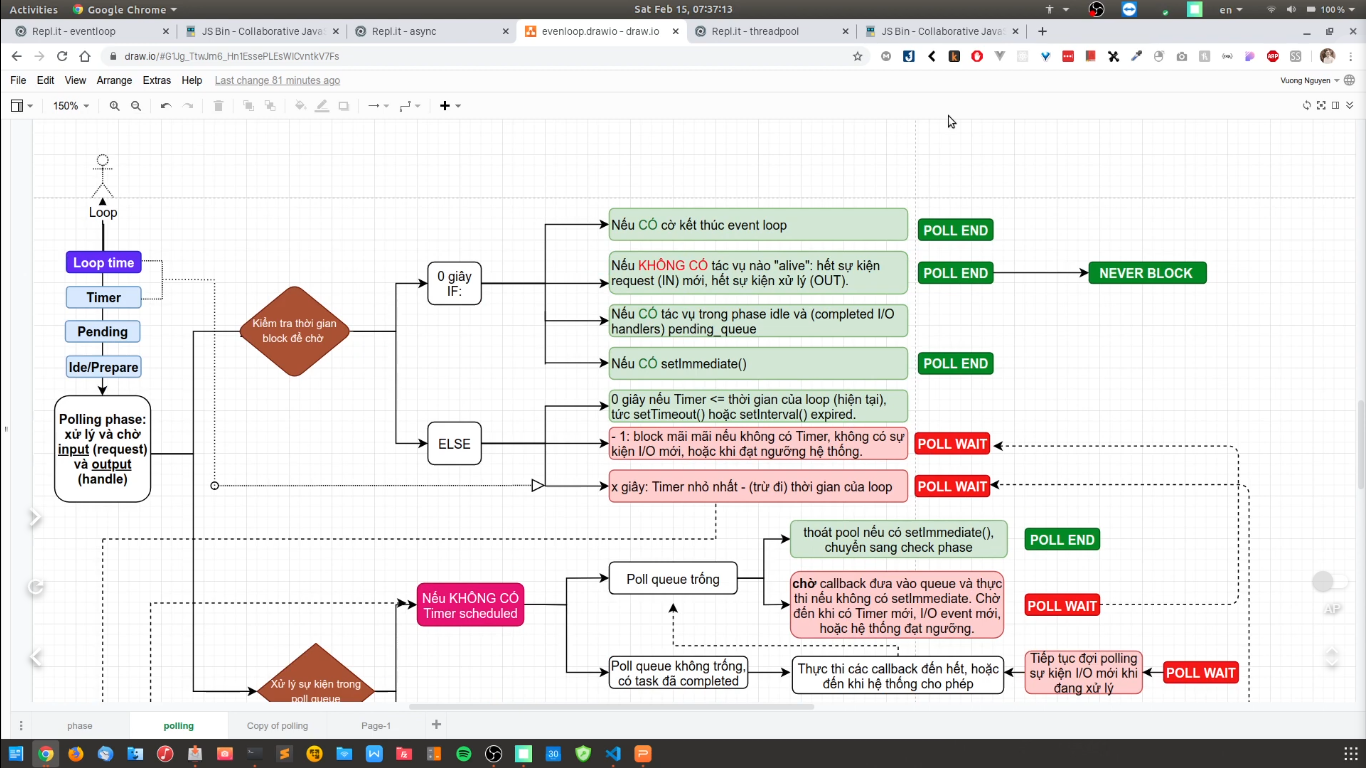 Activities
Google Chrome
Sat Feb 15, 07:37:13
en
100 %
Repl.it - eventloop
JS Bin - Collaborative Java
Repl.it - async
evenloop.drawio - draw.io
Repl.it - threadpool
JS Bin - Collaborative Java
File Edit View Arrange Extras Help Last change 81 minutes ago
Vuong Nguyen
150%
Loop
Loop time
Timer
Pending
Ide/Prepare
Polling phase:
xử lý và chờ
input (request)
và output
(handle)
Kiểm tra thời gian
block để chờ
0 giây
IF:
ELSE
Nếu CÓ cờ kết thúc event loop
POLL END
Nếu KHÔNG CÓ tác vụ nào "alive": hết sự kiện
request (IN) mới, hết sự kiện xử lý (OUT).
POLL END
NEVER BLOCK
Nếu CÓ tác vụ trong phase idle và (completed I/O
handlers) pending_queue
Nếu CÓ setImmediate()
POLL END
0 giây nếu Timer <= thời gian của loop (hiện tại),
tức setTimeout() hoặc setInterval() expired.
- 1: block mãi mãi nếu không có Timer, không có sự
kiện I/O mới, hoặc khi đạt ngưỡng hệ thống.
POLL WAIT
x giây: Timer nhỏ nhất - (trừ đi) thời gian của loop
POLL WAIT
thoát pool nếu có setImmediate(),
chuyển sang check phase
POLL END
Nếu KHÔNG CÓ
Timer scheduled
Poll queue trống
chờ callback đưa vào queue và thực
thi nếu không có setImmediate. Chờ
đến khi có Timer mới, I/O event mới,
hoặc hệ thống đạt ngưỡng.
POLL WAIT
Poll queue không trống,
có task đã completed
Thực thi các callback đến hết, hoặc
đến khi hệ thống cho phép
Tiếp tục đợi polling
sự kiện I/O mới khi
đang xử lý
POLL WAIT
Xử lý sự kiện trong
poll queue
AP
phase
polling
Copy of polling
Page-1